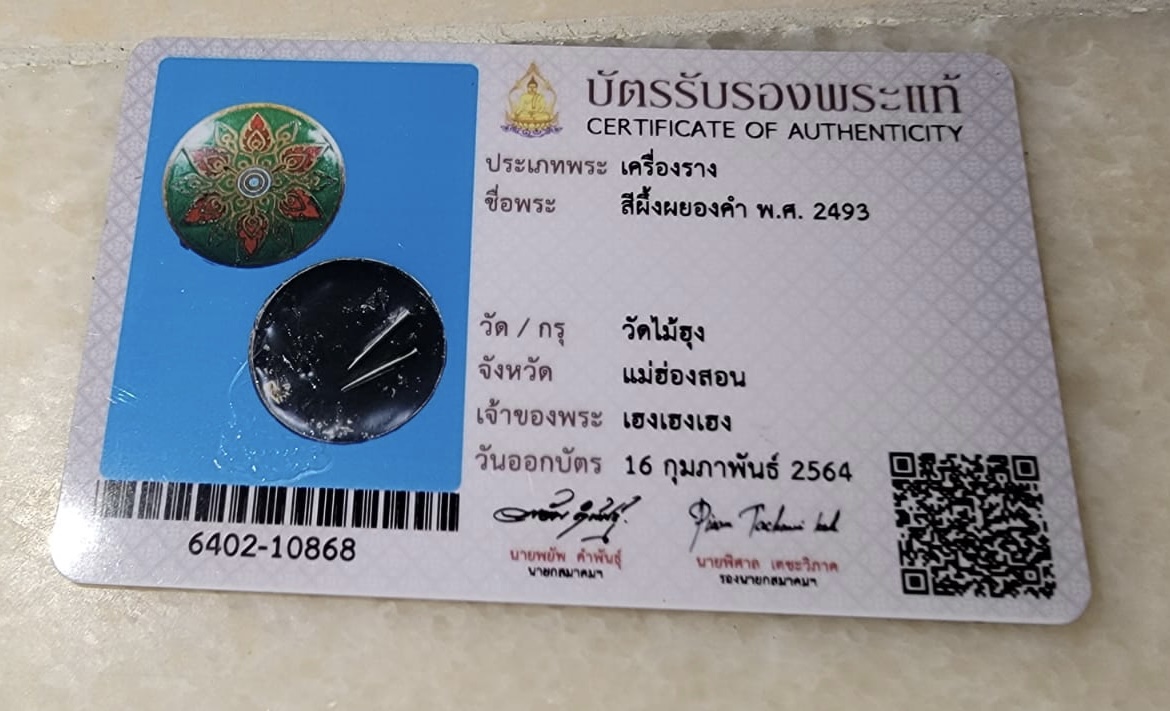 บัตรรับรองพระแท้
CERTIFICATE OF AUTHENTICITY
ประเภทพระ เครื่องราง
ชื่อพระ สีผึ้งผยองคำ พ.ศ. 2493
วัด / กรุ วัดไม้ฮุง
จังหวัด แม่ฮ่องสอน
เจ้าของพระ เฮงเฮงเฮง
วันออกบัตร 16 กุมภาพันธ์ 2564
6402-10868
นายพยัพ คำพันธุ์
นายกสมาคมฯ
นายพิศาล เตชะวิภาค
รองนายกสมาคมฯ